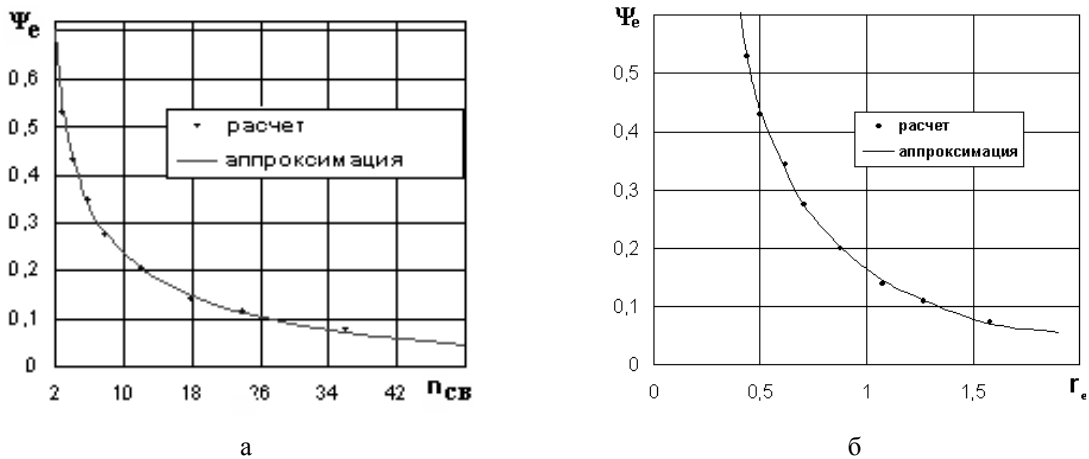 Ψe
0,6
0,5
0,4
0,3
0,2
0,1
0
2 10 18 26 34 42 nсв
расчет
аппроксимация
а
Ψe
0,5
0,4
0,3
0,2
0,1
0
0 0,5 1 1,5 rе
расчет
аппроксимация
б